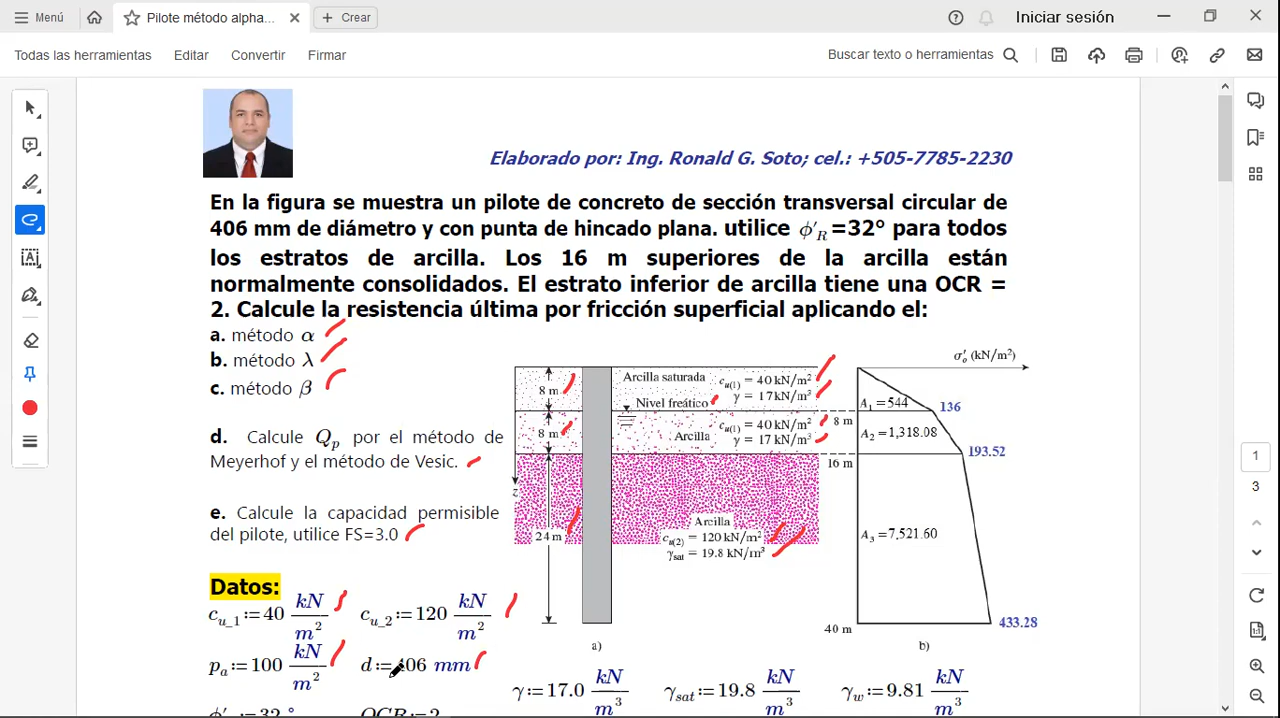 Menú
Pilote método alpha...
Crear
Iniciar sesión
Todas las herramientas
Editar
Convertir
Firmar
Buscar texto o herramientas
Elaborado por: Ing. Ronald G. Soto; cel.: +505-7785-2230
En la figura se muestra un pilote de concreto de sección transversal circular de
406 mm de diámetro y con punta de hincado plana. utilice ϕ'R =32° para todos
los estratos de arcilla. Los 16 m superiores de la arcilla están
normalmente consolidados. El estrato inferior de arcilla tiene una OCR =
2. Calcule la resistencia última por fricción superficial aplicando el:
a. método α
b. método λ
c. método β
d. Calcule Qp por el método de
Meyerhof y el método de Vesic.
e. Calcule la capacidad permisible
del pilote, utilice FS=3.0
8 m
Arcilla saturada
cu(1) = 40 kN/m²
γ = 17 kN/m³
Nivel freático
8 m
Arcilla
cu(1) = 40 kN/m²
γ = 17 kN/m³
z
24 m
Arcilla
cu(2) = 120 kN/m²
γsat = 19.8 kN/m³
a)
σ'o (kN/m²)
A1 =544
136
8 m
A2 =1,318.08
193.52
16 m
A3 =7,521.60
40 m
433.28
b)
Datos:
cu_1 := 40 kN/m²
cu_2 := 120 kN/m²
pa := 100 kN/m²
d := 406 mm
γ := 17.0 kN/m³
γsat := 19.8 kN/m³
γw := 9.81 kN/m³
OCR := 2
1
3